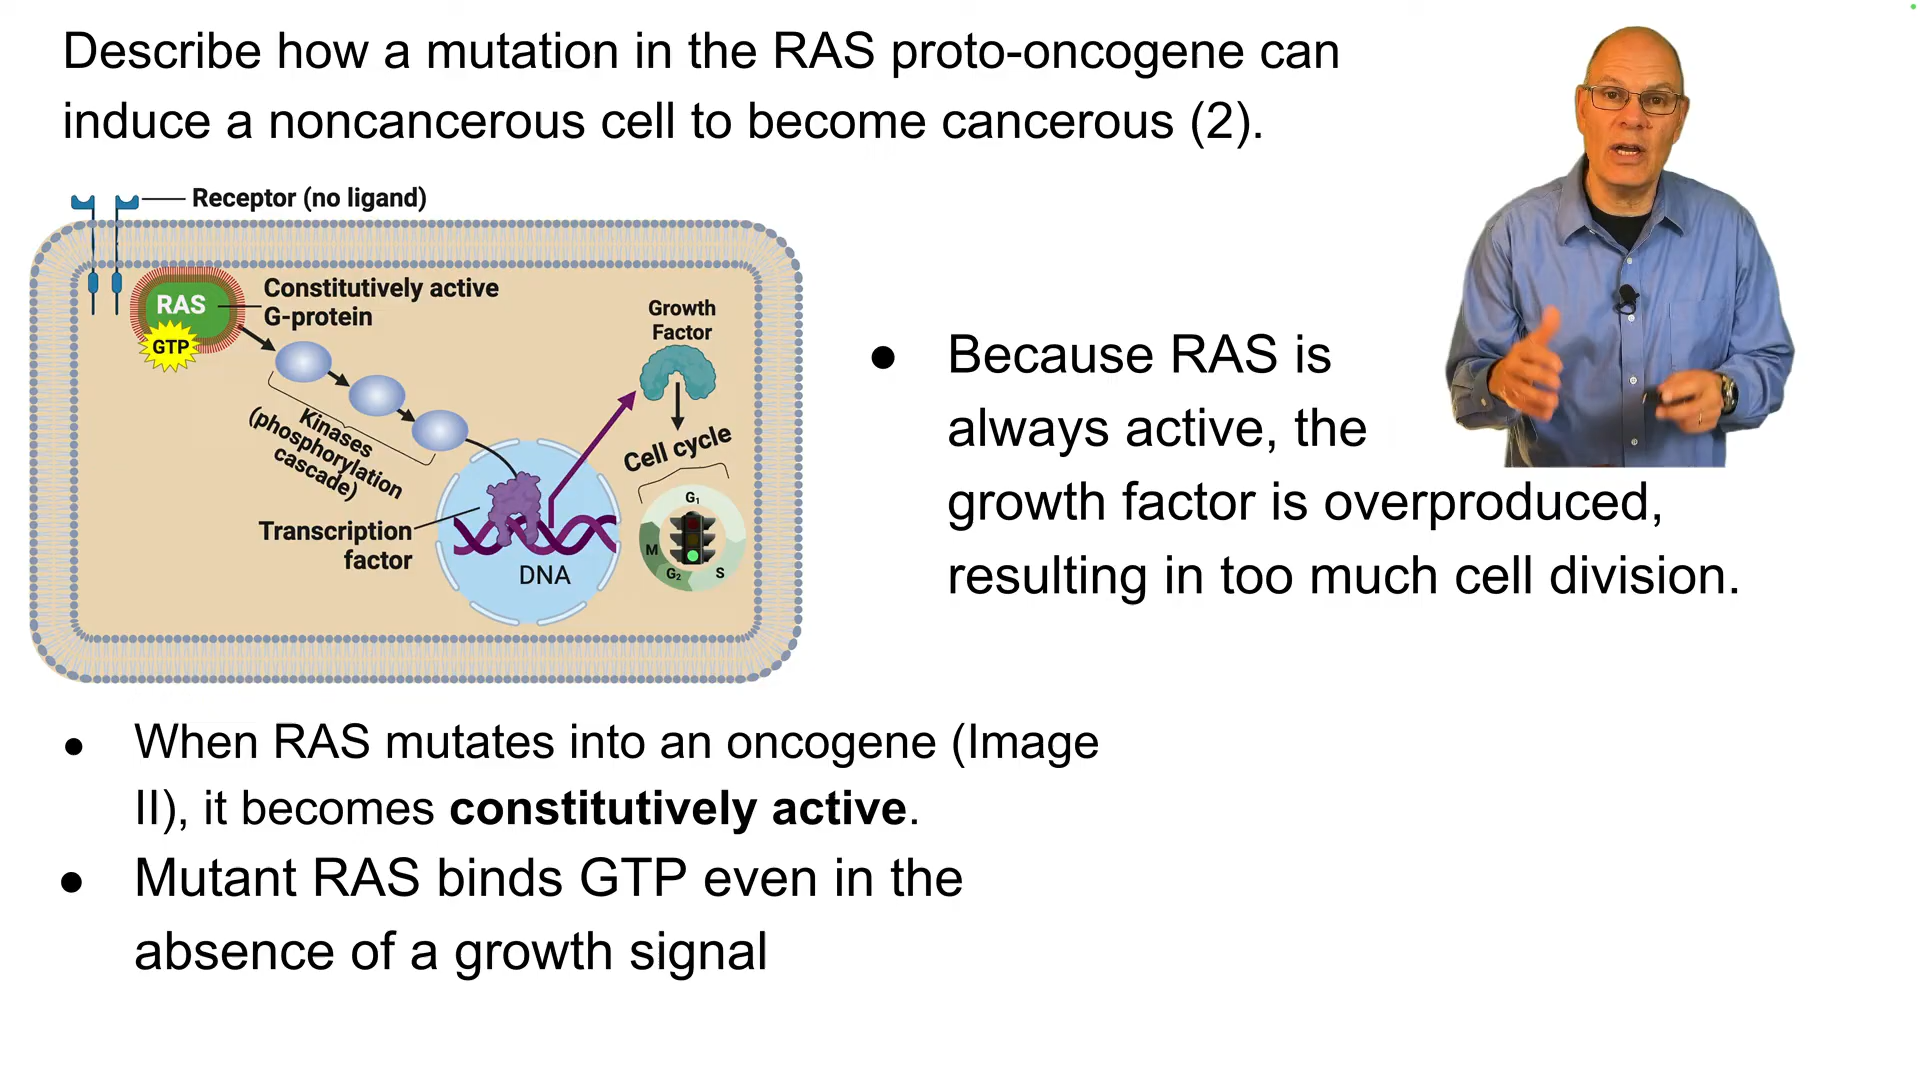 Describe how a mutation in the RAS proto-oncogene can
induce a noncancerous cell to become cancerous (2).
Receptor (no ligand)
RAS
GTP
Constitutively active
G-protein
Kinases
(phosphorylation
cascade)
Transcription
factor
DNA
Growth
Factor
Cell cycle
G₁
M
G₂
S
● Because RAS is
always active, the
growth factor is overproduced,
resulting in too much cell division.
● When RAS mutates into an oncogene (Image
II), it becomes constitutively active.
● Mutant RAS binds GTP even in the
absence of a growth signal